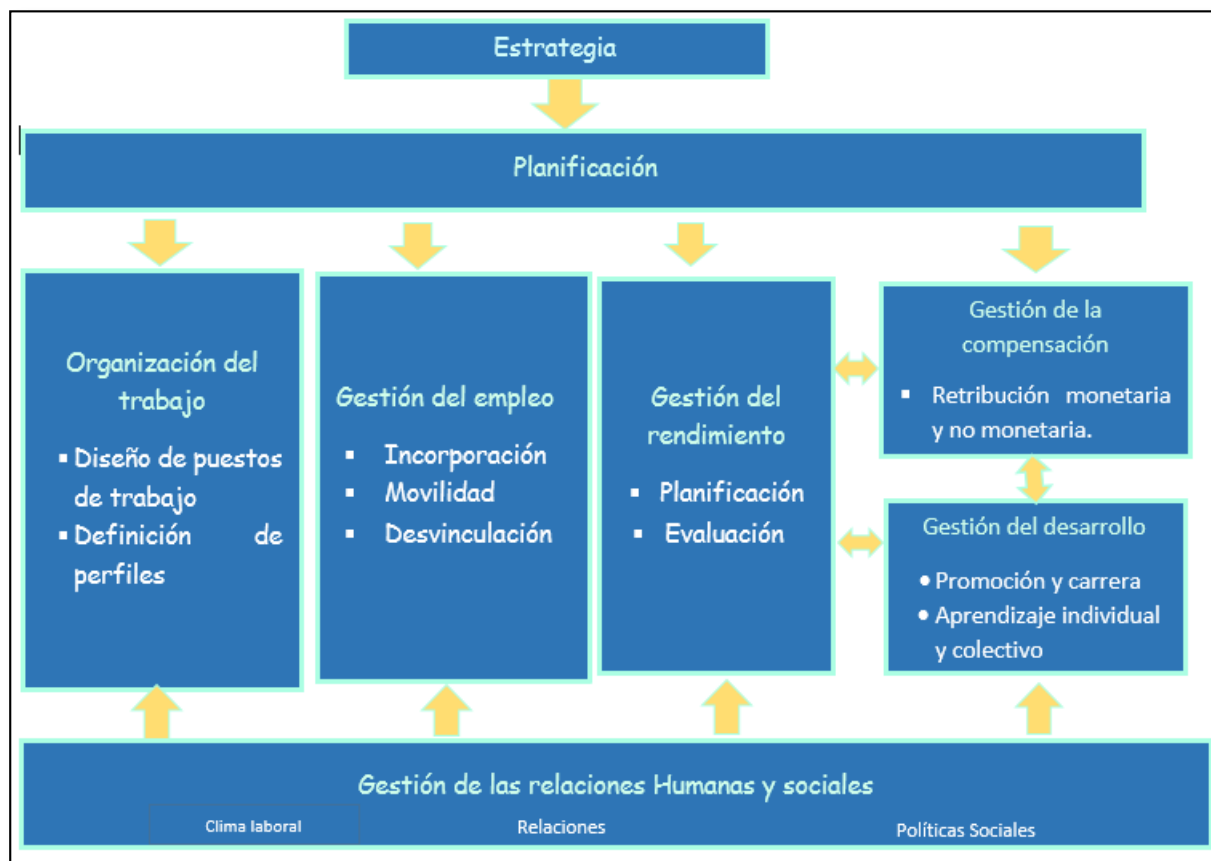 Estrategia
Planificación
Organización del
trabajo
▪ Diseño de puestos
de trabajo
▪ Definición de
perfiles
Gestión del empleo
▪ Incorporación
▪ Movilidad
▪ Desvinculación
Gestión del
rendimiento
▪ Planificación
▪ Evaluación
Gestión de la
compensación
▪ Retribución monetaria
y no monetaria.
Gestión del desarrollo
• Promoción y carrera
• Aprendizaje individual
y colectivo
Gestión de las relaciones Humanas y sociales
Clima laboral Relaciones Políticas Sociales